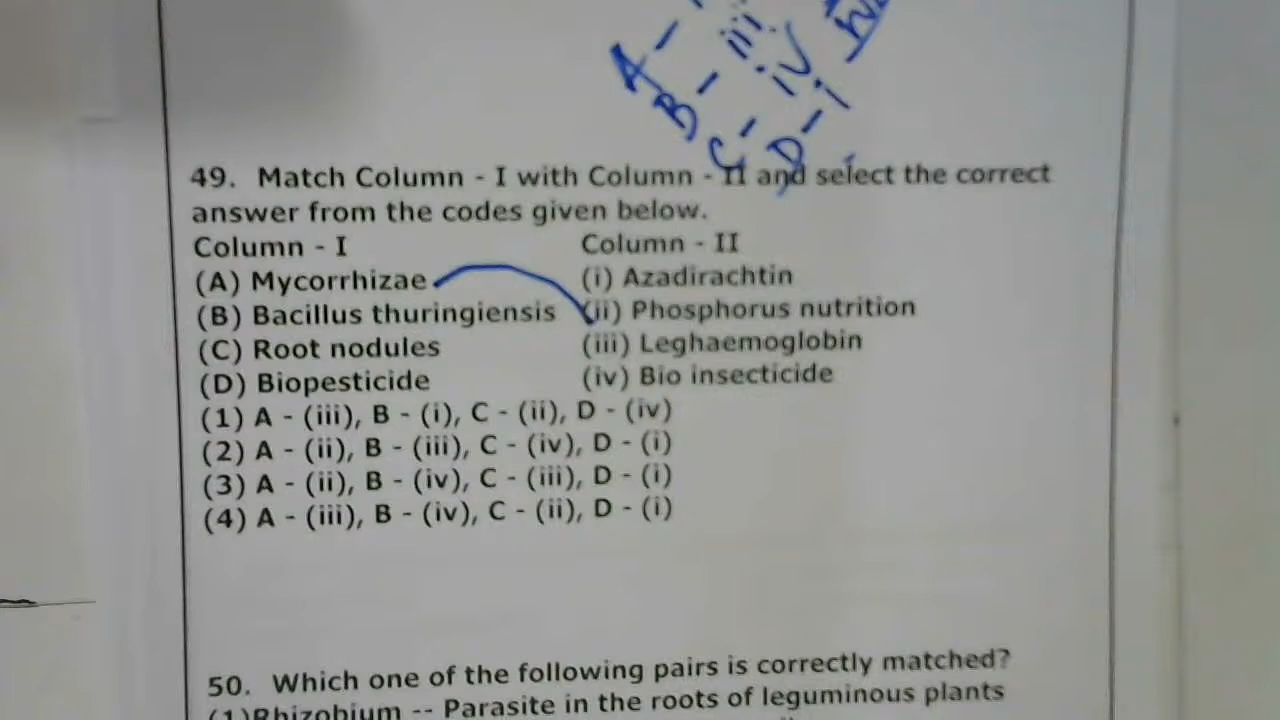 A -
B - iii
C - iv
D - i
49. Match Column - I with Column - II and select the correct
answer from the codes given below.
Column - I Column - II
(A) Mycorrhizae (i) Azadirachtin
(B) Bacillus thuringiensis (ii) Phosphorus nutrition
(C) Root nodules (iii) Leghaemoglobin
(D) Biopesticide (iv) Bio insecticide
(1) A - (iii), B - (i), C - (ii), D - (iv)
(2) A - (ii), B - (iii), C - (iv), D - (i)
(3) A - (ii), B - (iv), C - (iii), D - (i)
(4) A - (iii), B - (iv), C - (ii), D - (i)
50. Which one of the following pairs is correctly matched?
(1)Rhizobium -- Parasite in the roots of leguminous plants